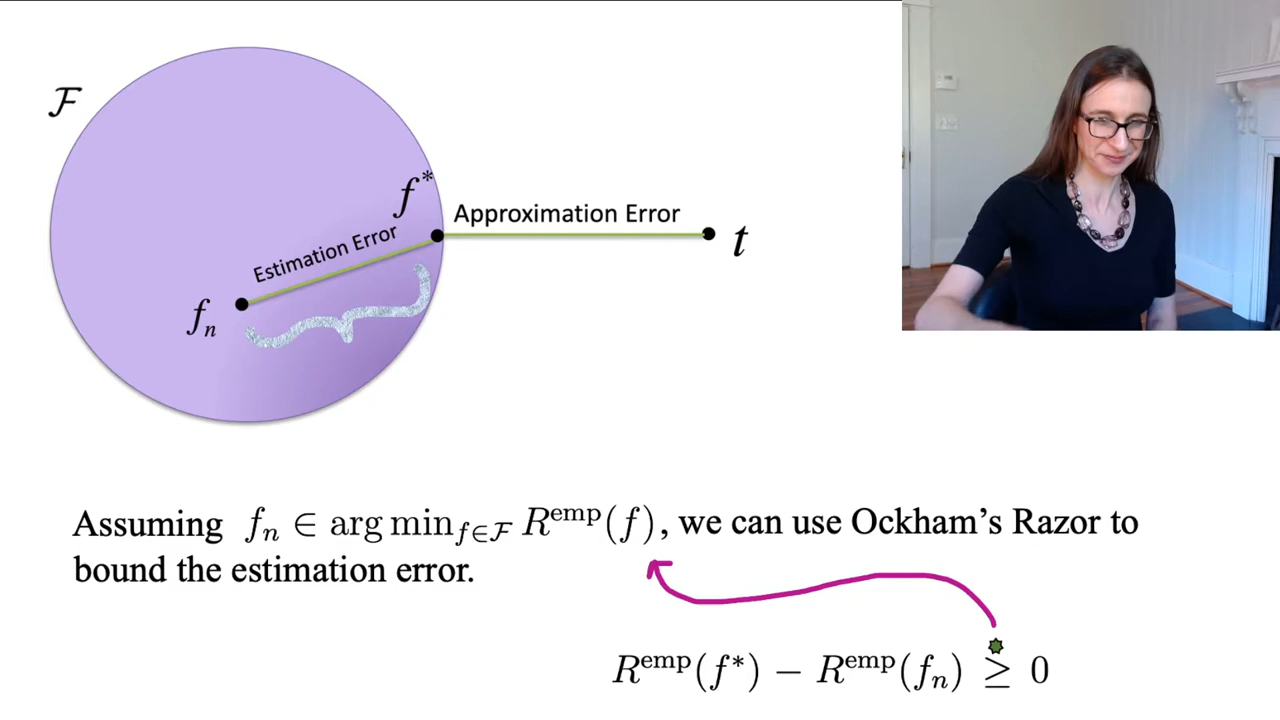 ℱ
f*
Approximation Error
Estimation Error
t
fₙ
Assuming fₙ ∈ arg min_{f∈ℱ} R^{emp}(f), we can use Ockham’s Razor to
bound the estimation error.
R^{emp}(f*) − R^{emp}(fₙ) ≥ 0